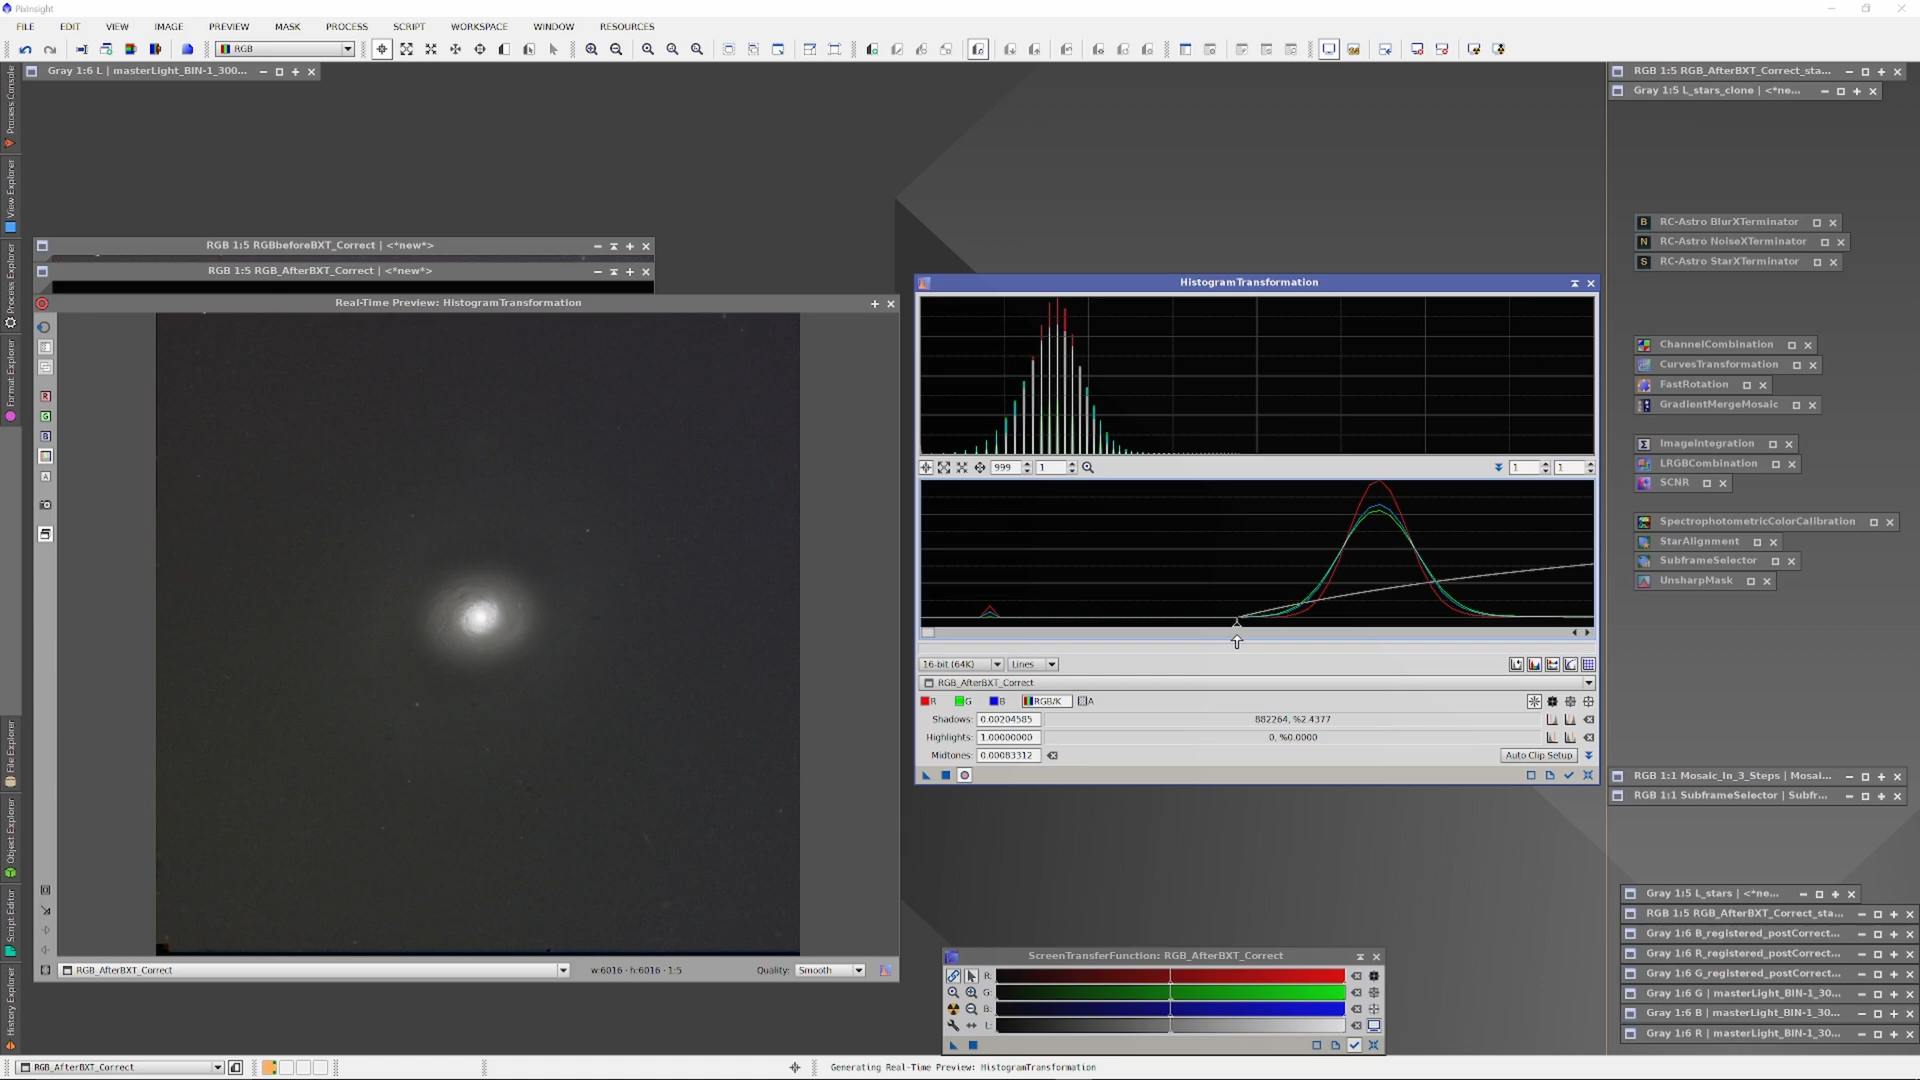 PixInsight
FILE EDIT VIEW IMAGE PREVIEW MASK PROCESS SCRIPT WORKSPACE WINDOW RESOURCES
RGB
Gray 1:6 L | masterLight_BIN-1_300...
RGB 1:5 RGB_AfterBXT_Correct_sta...
Gray 1:5 L_stars_clone | <*ne...
Process Console
View Explorer
Process Explorer
Format Explorer
File Explorer
Object Explorer
Script Editor
History Explorer
RGB 1:5 RGBbeforeBXT_Correct | <*new*>
RGB 1:5 RGB_AfterBXT_Correct | <*new*>
Real-Time Preview: HistogramTransformation
R
G
B
A
RGB_AfterBXT_Correct w:6016 · h:6016 · 1:5 Quality: Smooth
HistogramTransformation
999 1 1 1
16-bit (64K) Lines
RGB_AfterBXT_Correct
R G B RGB/K A
Shadows: 0.00204585 882264, %2.4377
Highlights: 1.00000000 0, %0.0000
Midtones: 0.00083312 Auto Clip Setup
B RC-Astro BlurXTerminator
N RC-Astro NoiseXTerminator
S RC-Astro StarXTerminator
ChannelCombination
CurvesTransformation
FastRotation
GradientMergeMosaic
ImageIntegration
LRGBCombination
SCNR
SpectrophotometricColorCalibration
StarAlignment
SubframeSelector
UnsharpMask
RGB 1:1 Mosaic_In_3_Steps | Mosai...
RGB 1:1 SubframeSelector | Subfr...
Gray 1:5 L_stars | <*ne...
RGB 1:5 RGB_AfterBXT_Correct_sta...
Gray 1:6 B_registered_postCorrect...
Gray 1:6 R_registered_postCorrect...
Gray 1:6 G_registered_postCorrect...
Gray 1:6 G | masterLight_BIN-1_30...
Gray 1:6 B | masterLight_BIN-1_30...
Gray 1:6 R | masterLight_BIN-1_30...
ScreenTransferFunction: RGB_AfterBXT_Correct
R:
G:
B:
L:
RGB_AfterBXT_Correct
Generating Real-Time Preview: HistogramTransformation